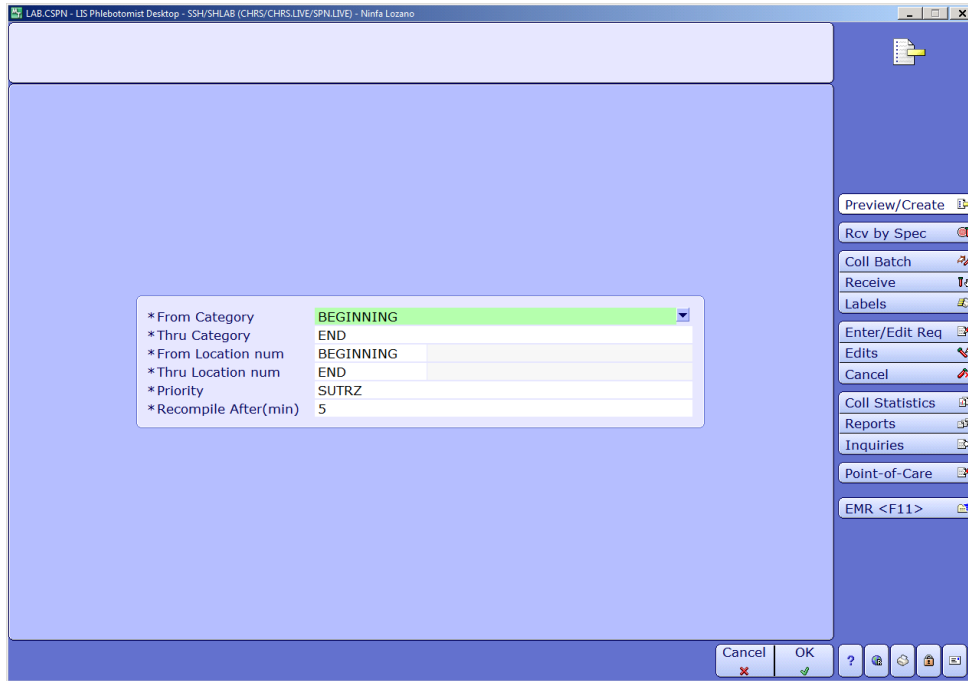 LAB.CSPN - LIS Phlebotomist Desktop - SSH/SHLAB (CHRS/CHRS.LIVE/SPN.LIVE) - Ninfa Lozano
Preview/Create
Rcv by Spec
Coll Batch
Receive
Labels
*From Category BEGINNING
*Thru Category END
*From Location num BEGINNING
*Thru Location num END
*Priority SUTRZ
*Recompile After(min) 5
Enter/Edit Req
Edits
Cancel
Coll Statistics
Reports
Inquiries
Point-of-Care
EMR <F11>
Cancel OK ?